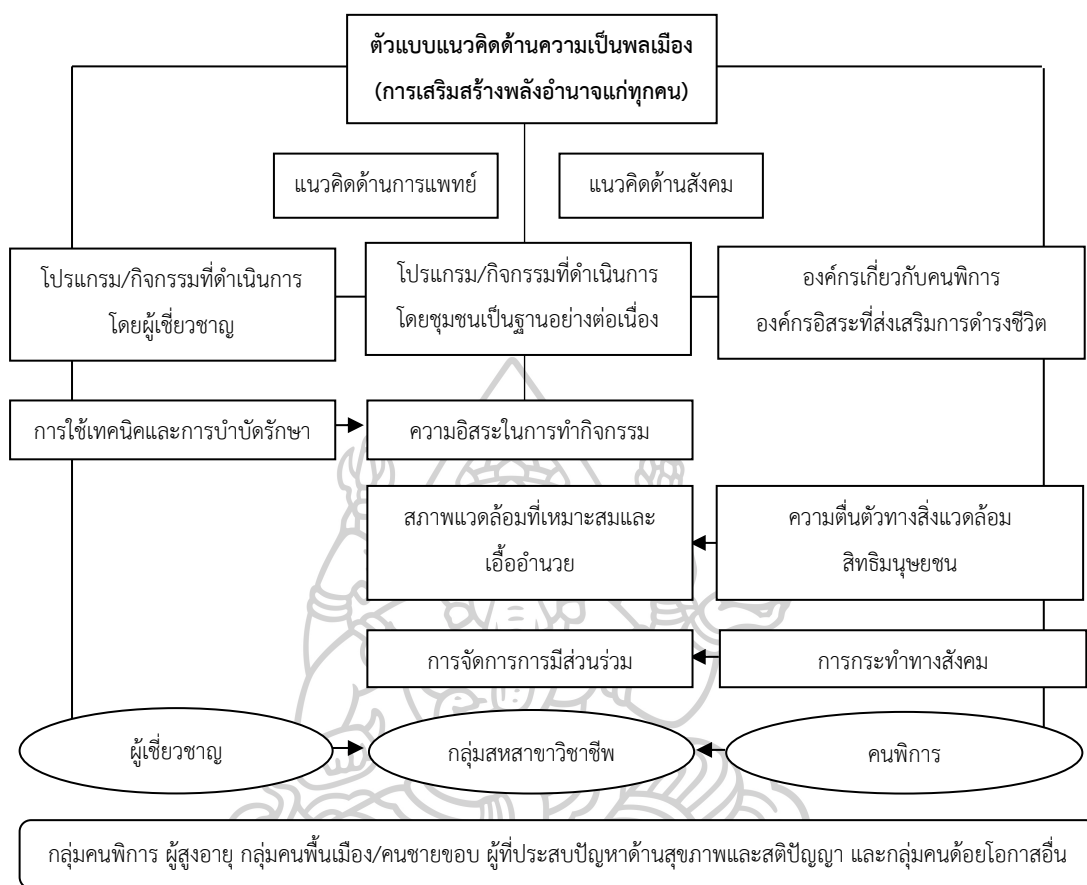 ตัวแบบแนวคิดด้านความเป็นพลเมือง
(การเสริมสร้างพลังอำนาจแก่ทุกคน)
แนวคิดด้านการแพทย์
แนวคิดด้านสังคม
โปรแกรม/กิจกรรมที่ดำเนินการ
โดยผู้เชี่ยวชาญ
โปรแกรม/กิจกรรมที่ดำเนินการ
โดยชุมชนเป็นฐานอย่างต่อเนื่อง
องค์กรเกี่ยวกับคนพิการ
องค์กรอิสระที่ส่งเสริมการดำรงชีวิต
การใช้เทคนิคและการบำบัดรักษา
ความอิสระในการทำกิจกรรม
สภาพแวดล้อมที่เหมาะสมและ
เอื้ออำนวย
ความตื่นตัวทางสิ่งแวดล้อม
สิทธิมนุษยชน
การจัดการการมีส่วนร่วม
การกระทำทางสังคม
ผู้เชี่ยวชาญ
กลุ่มสหสาขาวิชาชีพ
คนพิการ
กลุ่มคนพิการ ผู้สูงอายุ กลุ่มคนพื้นเมือง/คนชายขอบ ผู้ที่ประสบปัญหาด้านสุขภาพและสติปัญญา และกลุ่มคนด้อยโอกาสอื่น